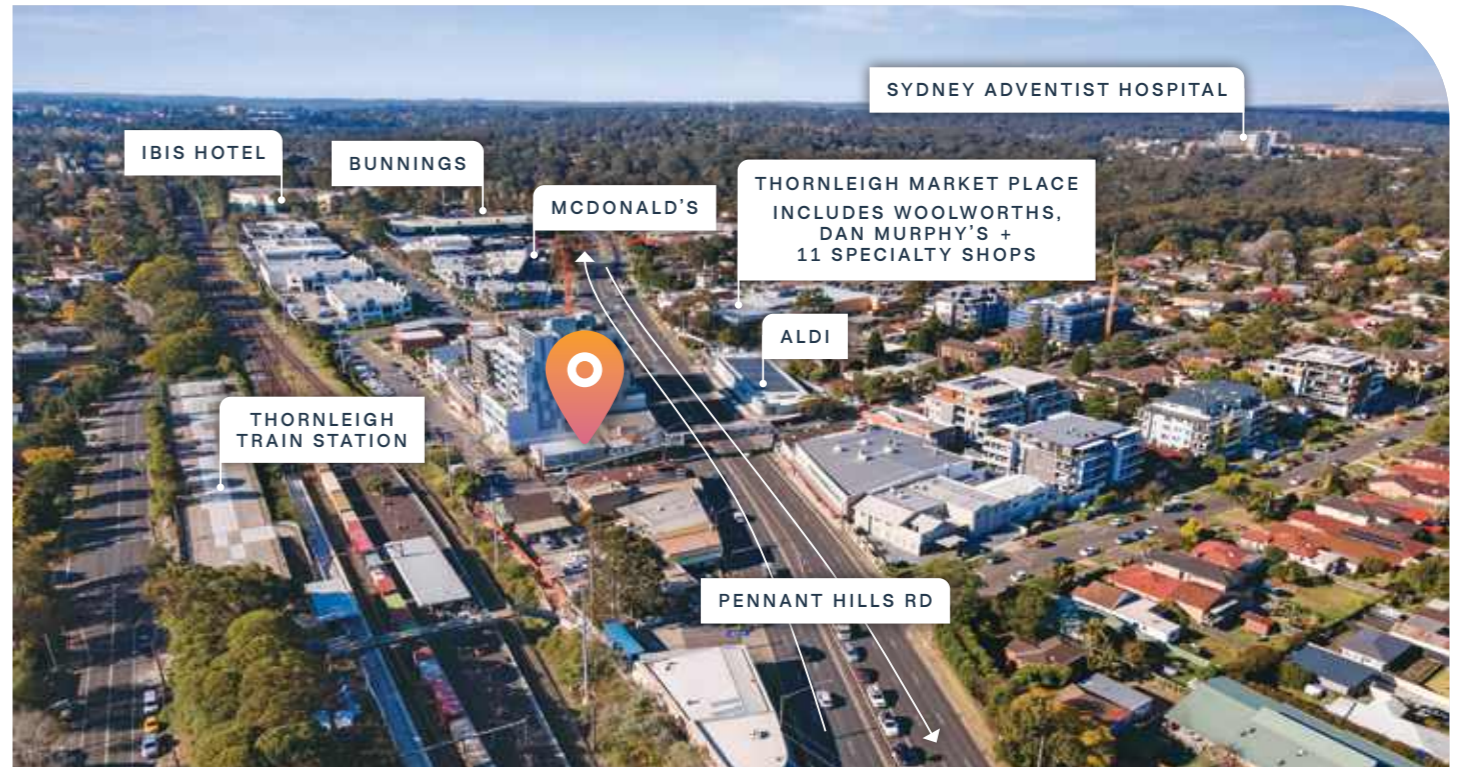 SYDNEY ADVENTIST HOSPITAL
IBIS HOTEL
BUNNINGS
MCDONALD'S
THORNLEIGH MARKET PLACE
INCLUDES WOOLWORTHS,
DAN MURPHY'S +
11 SPECIALTY SHOPS
ALDI
THORNLEIGH
TRAIN STATION
PENNANT HILLS RD